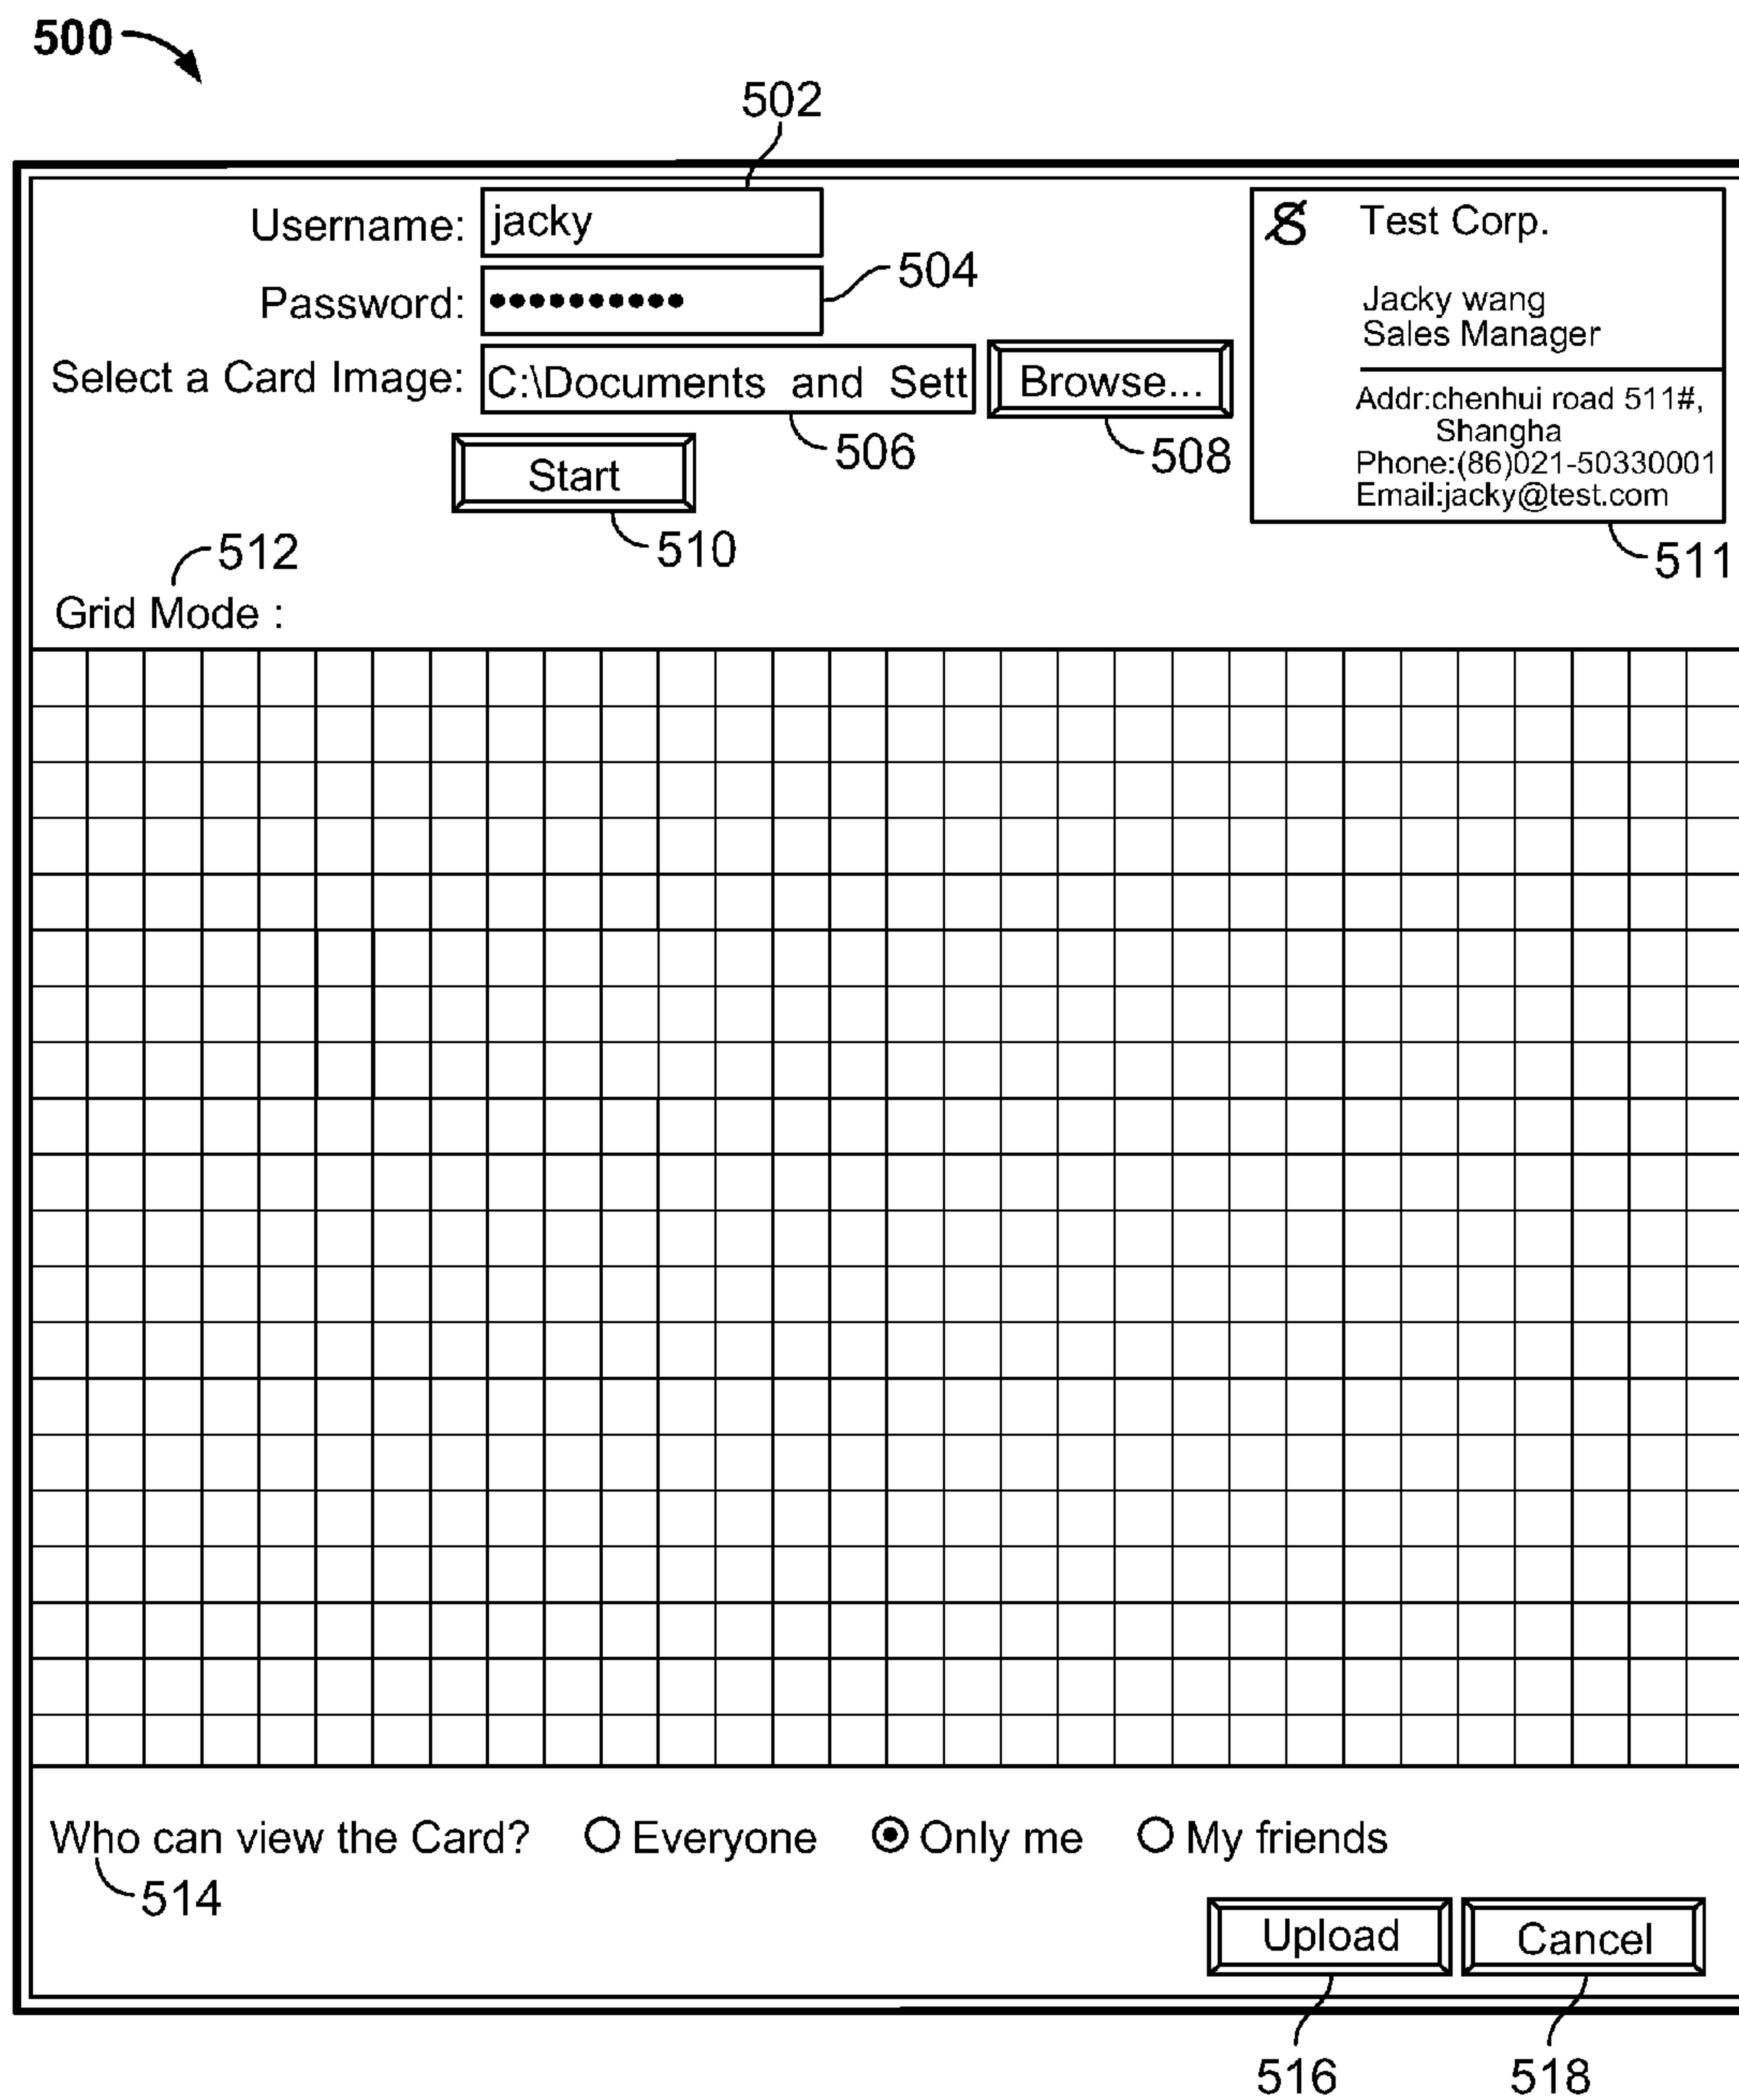 500
502
Username: jacky
Password: ●●●●●●●●●●
504
Select a Card Image: C:\Documents and Sett Browse...
506
508
Start
510
Test Corp.
Jacky wang
Sales Manager
Addr:chenhui road 511#,
Shangha
Phone:(86)021-50330001
Email:jacky@test.com
511
512
Grid Mode :
Who can view the Card? Everyone Only me My friends
514
Upload Cancel
516 518